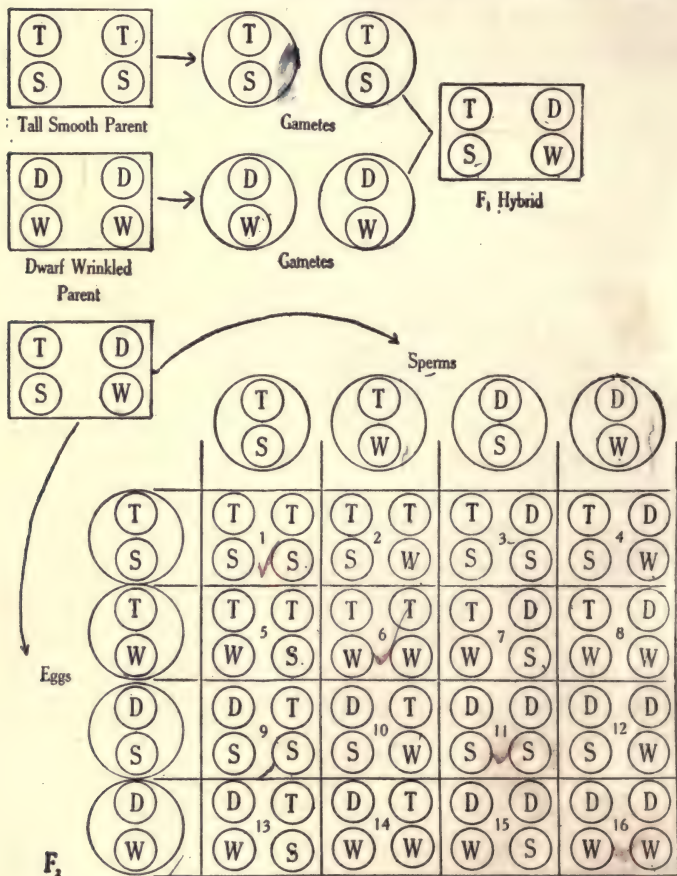 T T T T
S S S S
Tall Smooth Parent Gametes
T D
S W
F₁ Hybrid
D D D D
W W W W
Dwarf Wrinkled Gametes
Parent
T D
S W
Sperms
T T D D
S W S W
Eggs
T T T T T T D T D
1 2 3 4
S S S S W S S S W
T T T T T T D T D
5 6 7 8
W W S W W W S W W
D D T D T D D D D
9 10 11 12
S S S S W S S S W
D D T D T D D D D
13 14 15 16
W W S W W W S W W
F₂